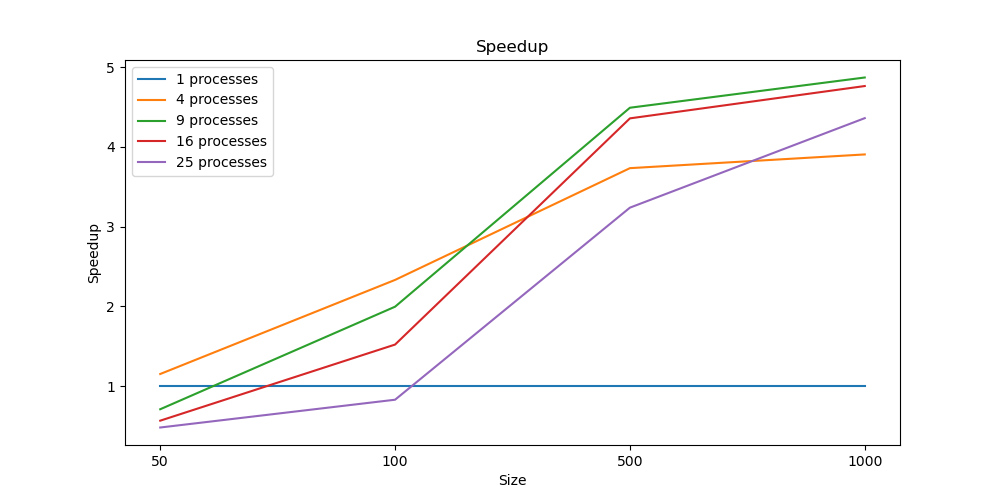 Speedup
1 processes
4 processes
9 processes
16 processes
25 processes
5
4
3
2
1
Speedup
50 100 500 1000
Size